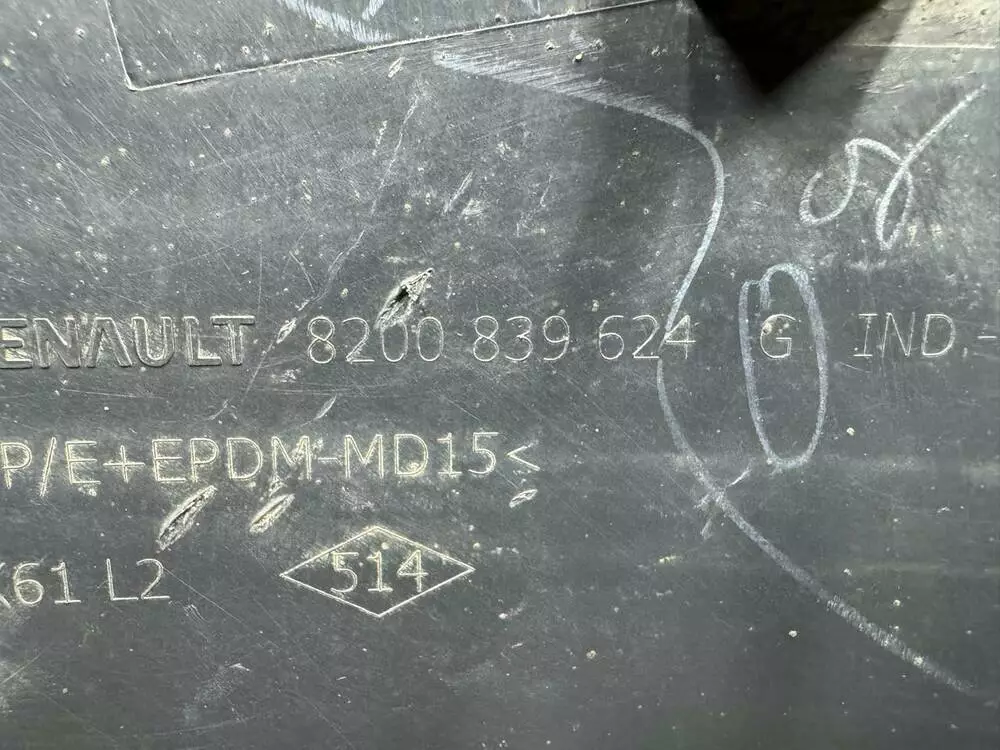 ENAULT 8200 839 624 G IND -
P/E+EPDM-MD15<
61 L2
514